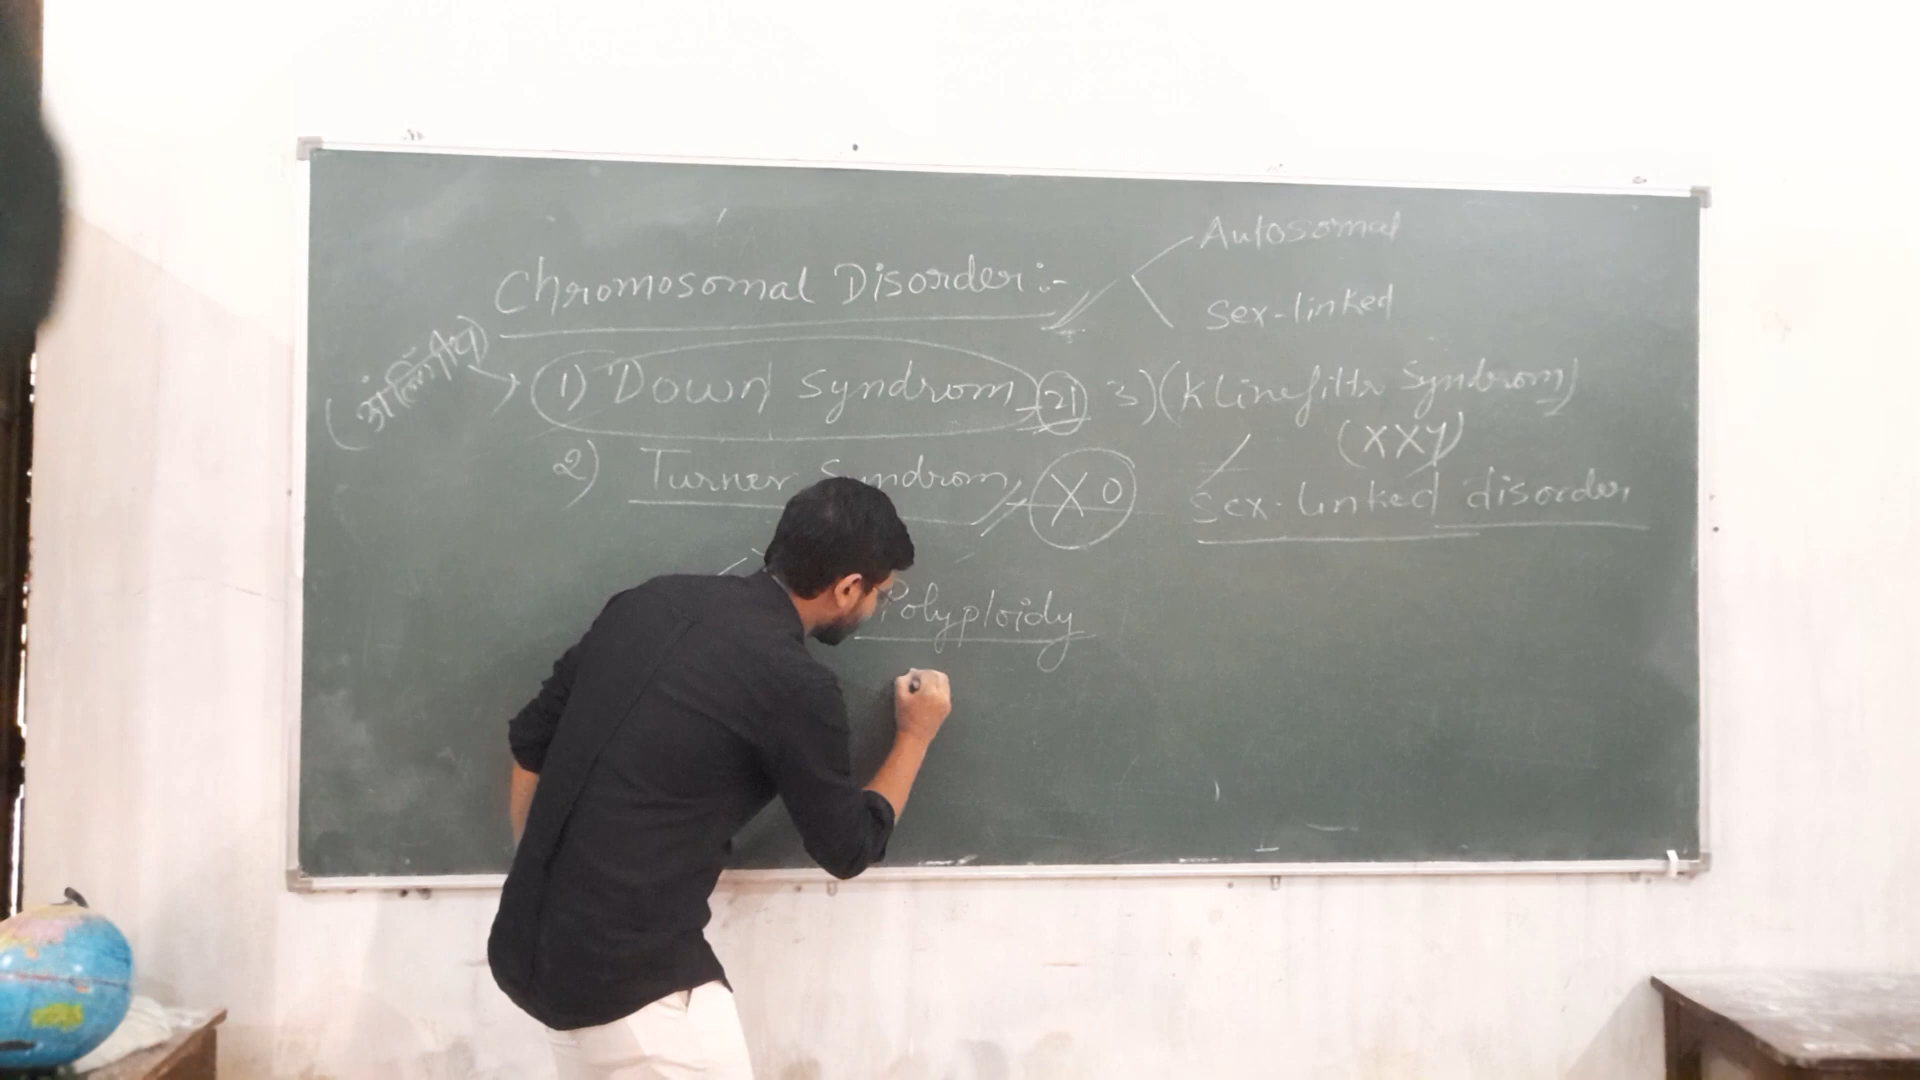 Autosomal
Chromosomal Disorder :-
Sex-linked
(अलिंगीय)
1) Down Syndrom 21 3) (Klinefilter Syndrom)
(XXY)
2) Turner Syndrom XO Sex-linked disorder
Polyploidy